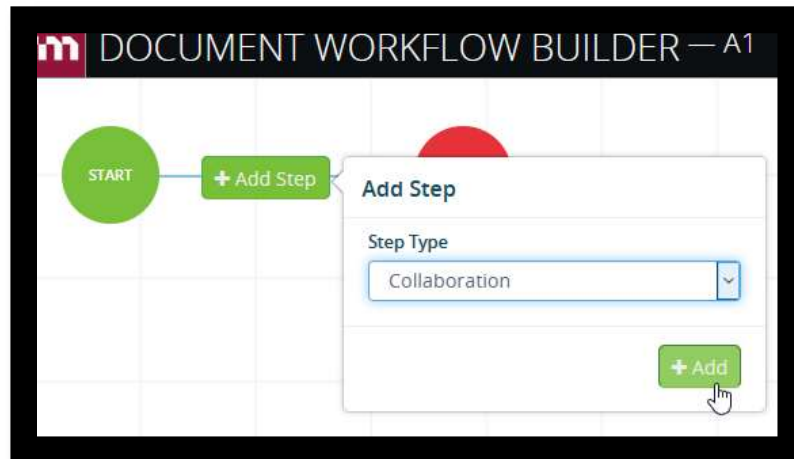 m DOCUMENT WORKFLOW BUILDER — A1
START
+ Add Step
Add Step
Step Type
Collaboration
+ Add